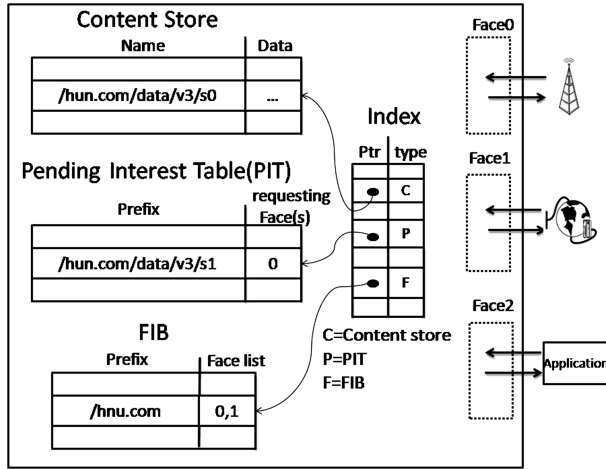 Content Store
Name Data
/hun.com/data/v3/s0 ...
Pending Interest Table(PIT)
Prefix requesting
Face(s)
/hun.com/data/v3/s1 0
FIB
Prefix Face list
/hnu.com 0,1
Index
Ptr type
C
P
F
C=Content store
P=PIT
F=FIB
Face0
Face1
Face2
Application